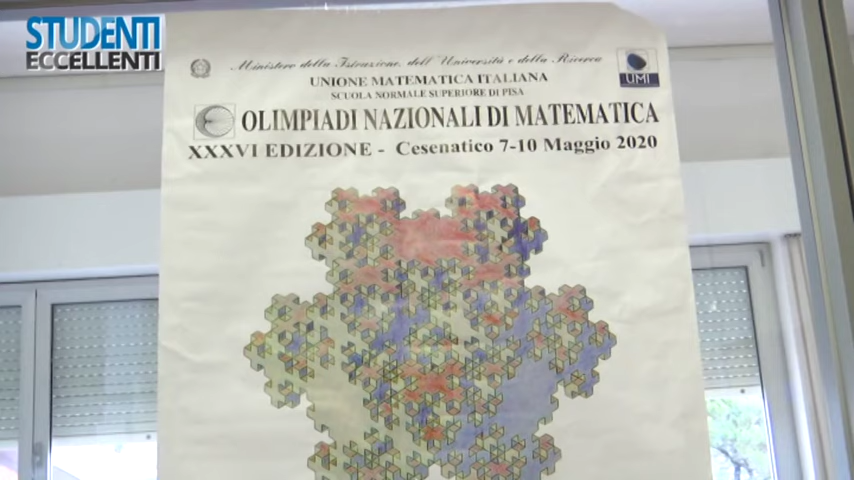 STUDENTI
ECCELLENTI
Ministero della Istruzione, dell'Università e della Ricerca
UNIONE MATEMATICA ITALIANA
SCUOLA NORMALE SUPERIORE DI PISA
UMI
OLIMPIADI NAZIONALI DI MATEMATICA
XXXVI EDIZIONE - Cesenatico 7-10 Maggio 2020